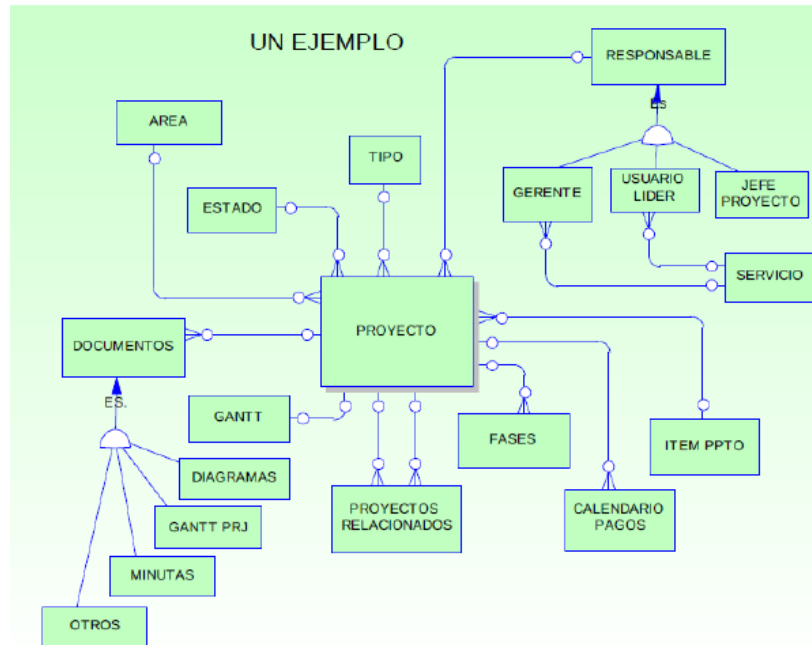 UN EJEMPLO
RESPONSABLE
Es
AREA
TIPO
ESTADO
GERENTE
USUARIO
LIDER
JEFE
PROYECTO
SERVICIO
PROYECTO
DOCUMENTOS
ES.
GANTT
FASES
ITEM PPTO
DIAGRAMAS
PROYECTOS
RELACIONADOS
CALENDARIO
PAGOS
GANTT PRJ
MINUTAS
OTROS